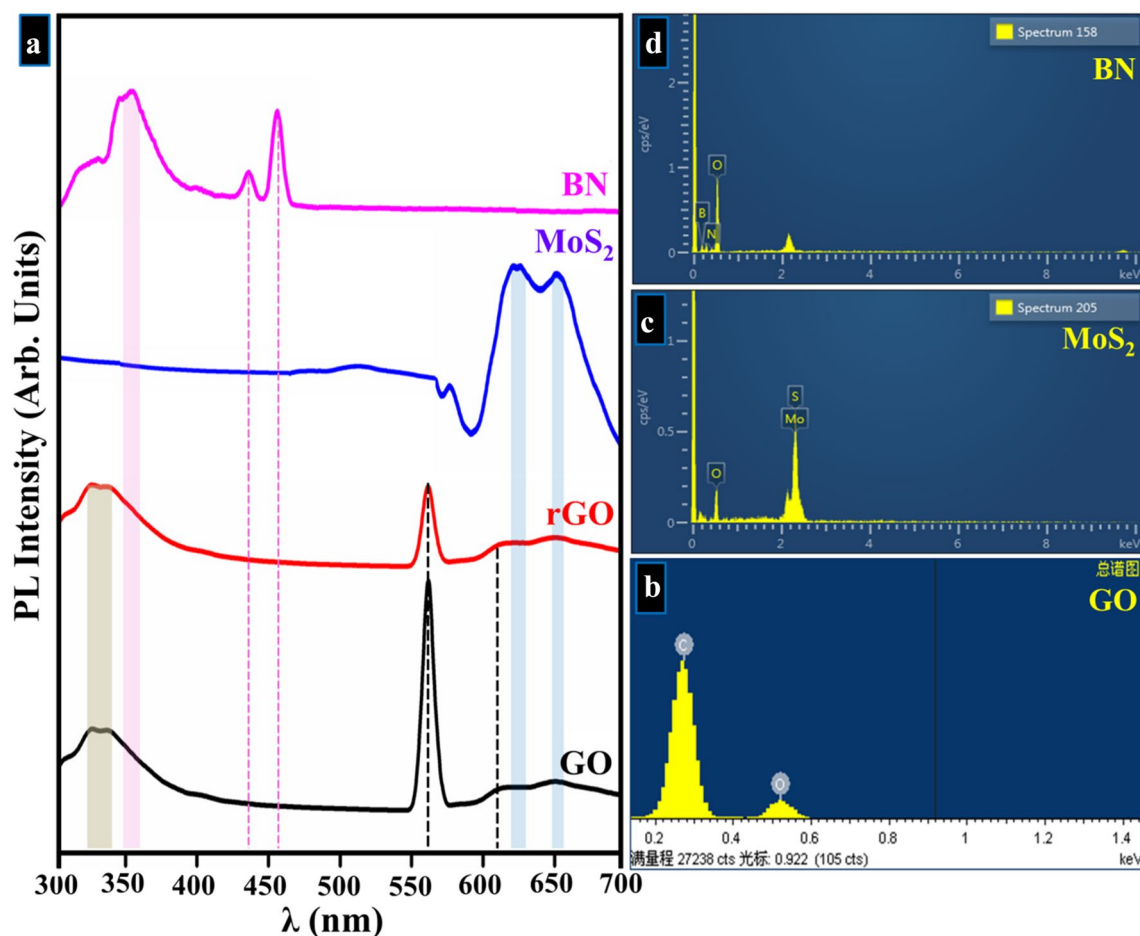 a
PL Intensity (Arb. Units)
BN
MoS₂
rGO
GO
300 350 400 450 500 550 600 650 700
λ (nm)
d
Spectrum 158
BN
cps/eV
2
1
0
B
N
O
0 2 4 6 8 keV
c
Spectrum 205
MoS₂
cps/eV
1
0.5
0
O
S
Mo
0 2 4 6 8 keV
b
总谱图
GO
C
O
0.2 0.4 0.6 0.8 1 1.2 1.4
满量程 27238 cts 光标: 0.922 (105 cts) keV